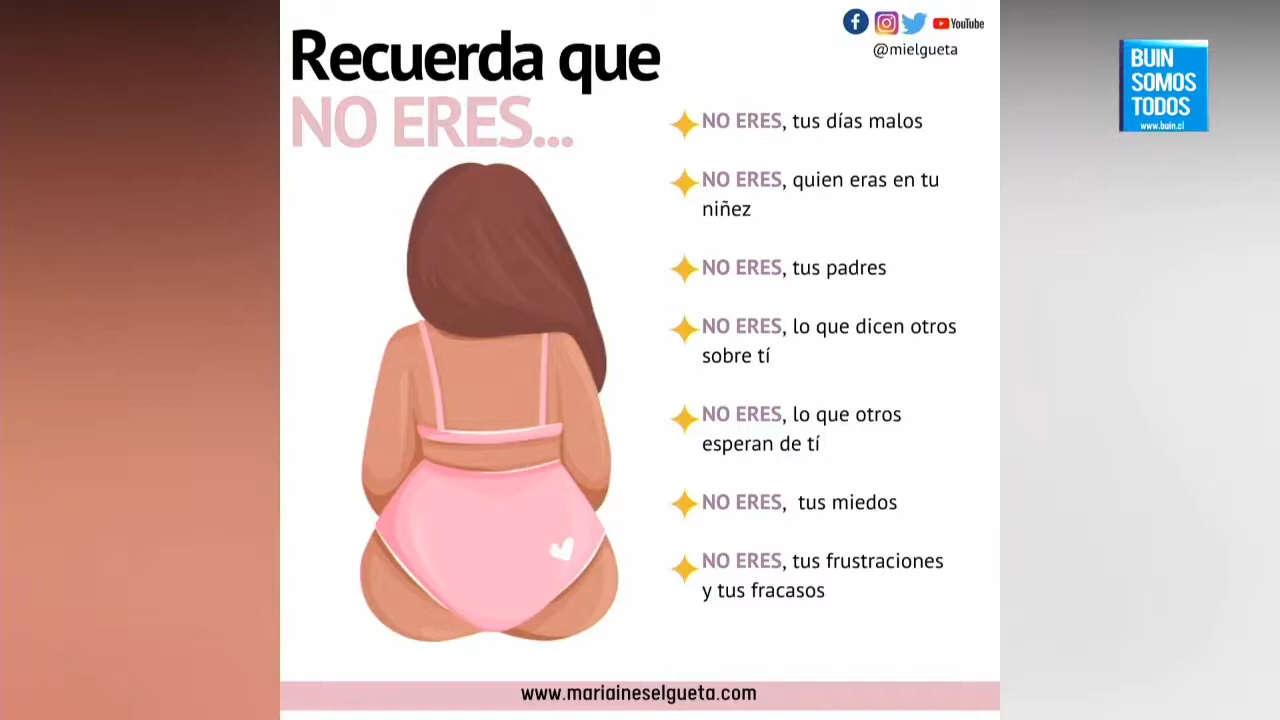 Recuerda que
NO ERES...
YouTube
@mielgueta
NO ERES, tus días malos
NO ERES, quien eras en tu
niñez
NO ERES, tus padres
NO ERES, lo que dicen otros
sobre tí
NO ERES, lo que otros
esperan de tí
NO ERES, tus miedos
NO ERES, tus frustraciones
y tus fracasos
www.mariaineselgueta.com
BUIN
SOMOS
TODOS
www.buin.cl